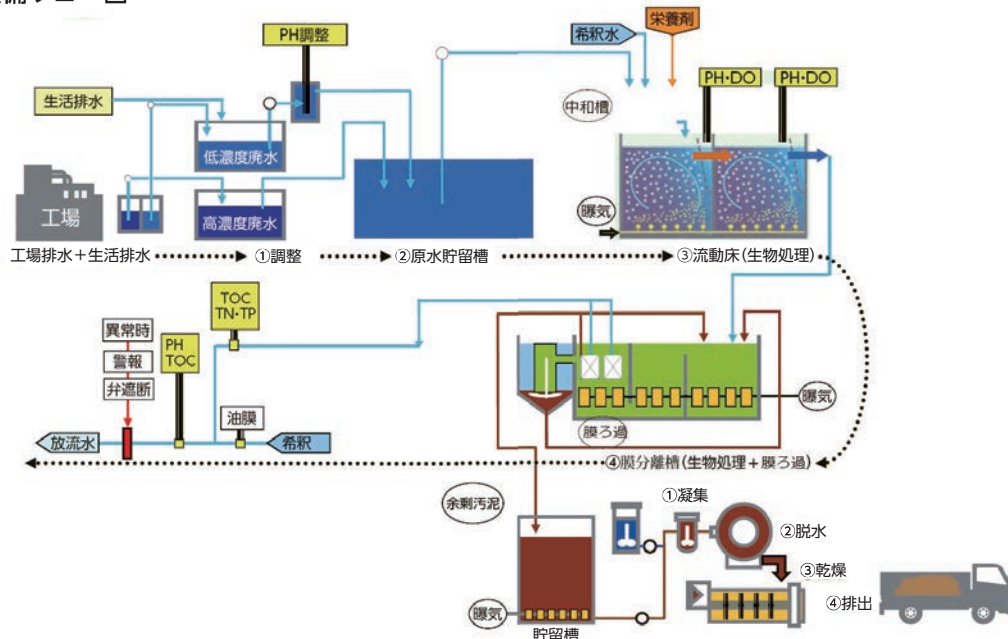 PH調整
希釈水
栄養剤
生活排水
PH・DO
PH・DO
中和槽
低濃度廃水
工場
高濃度廃水
曝気
工場排水+生活排水
①調整
②原水貯留槽
③流動床(生物処理)
TOC
TN・TP
異常時
PH
TOC
警報
弁遮断
油膜
曝気
放流水
希釈
膜ろ過
④膜分離槽(生物処理+膜ろ過)
余剰汚泥
①凝集
②脱水
③乾燥
④排出
曝気
貯留槽